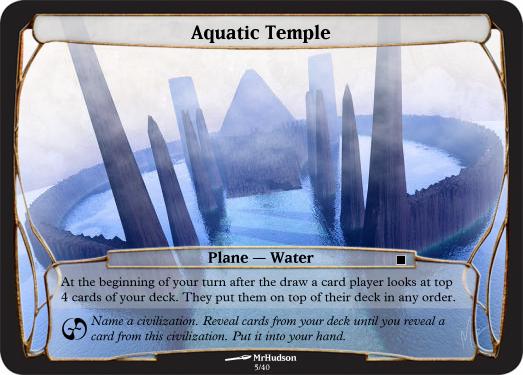 Aquatic Temple
Plane — Water
At the beginning of your turn after the draw a card player looks at top
4 cards of your deck. They put them on top of their deck in any order.
Name a civilization. Reveal cards from your deck until you reveal a
card from this civilization. Put it into your hand.
MrHudson
5/40